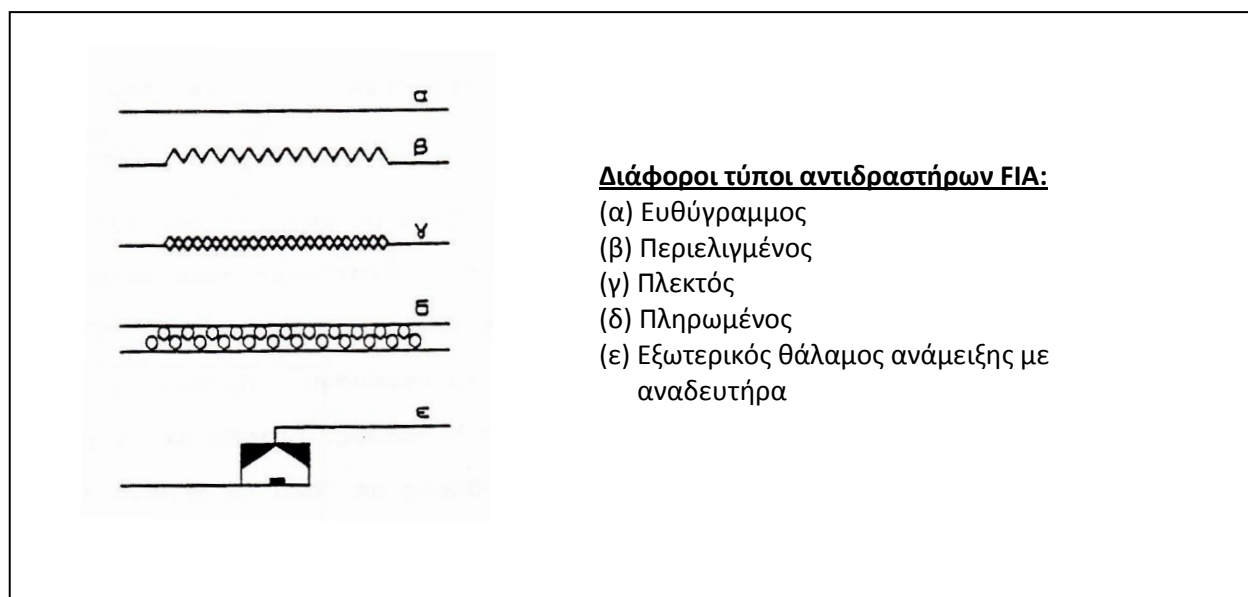 α
β
γ
δ
ε
Διάφοροι τύποι αντιδραστήρων FIA:
(α) Ευθύγραμμος
(β) Περιελιγμένος
(γ) Πλεκτός
(δ) Πληρωμένος
(ε) Εξωτερικός θάλαμος ανάμειξης με
αναδευτήρα